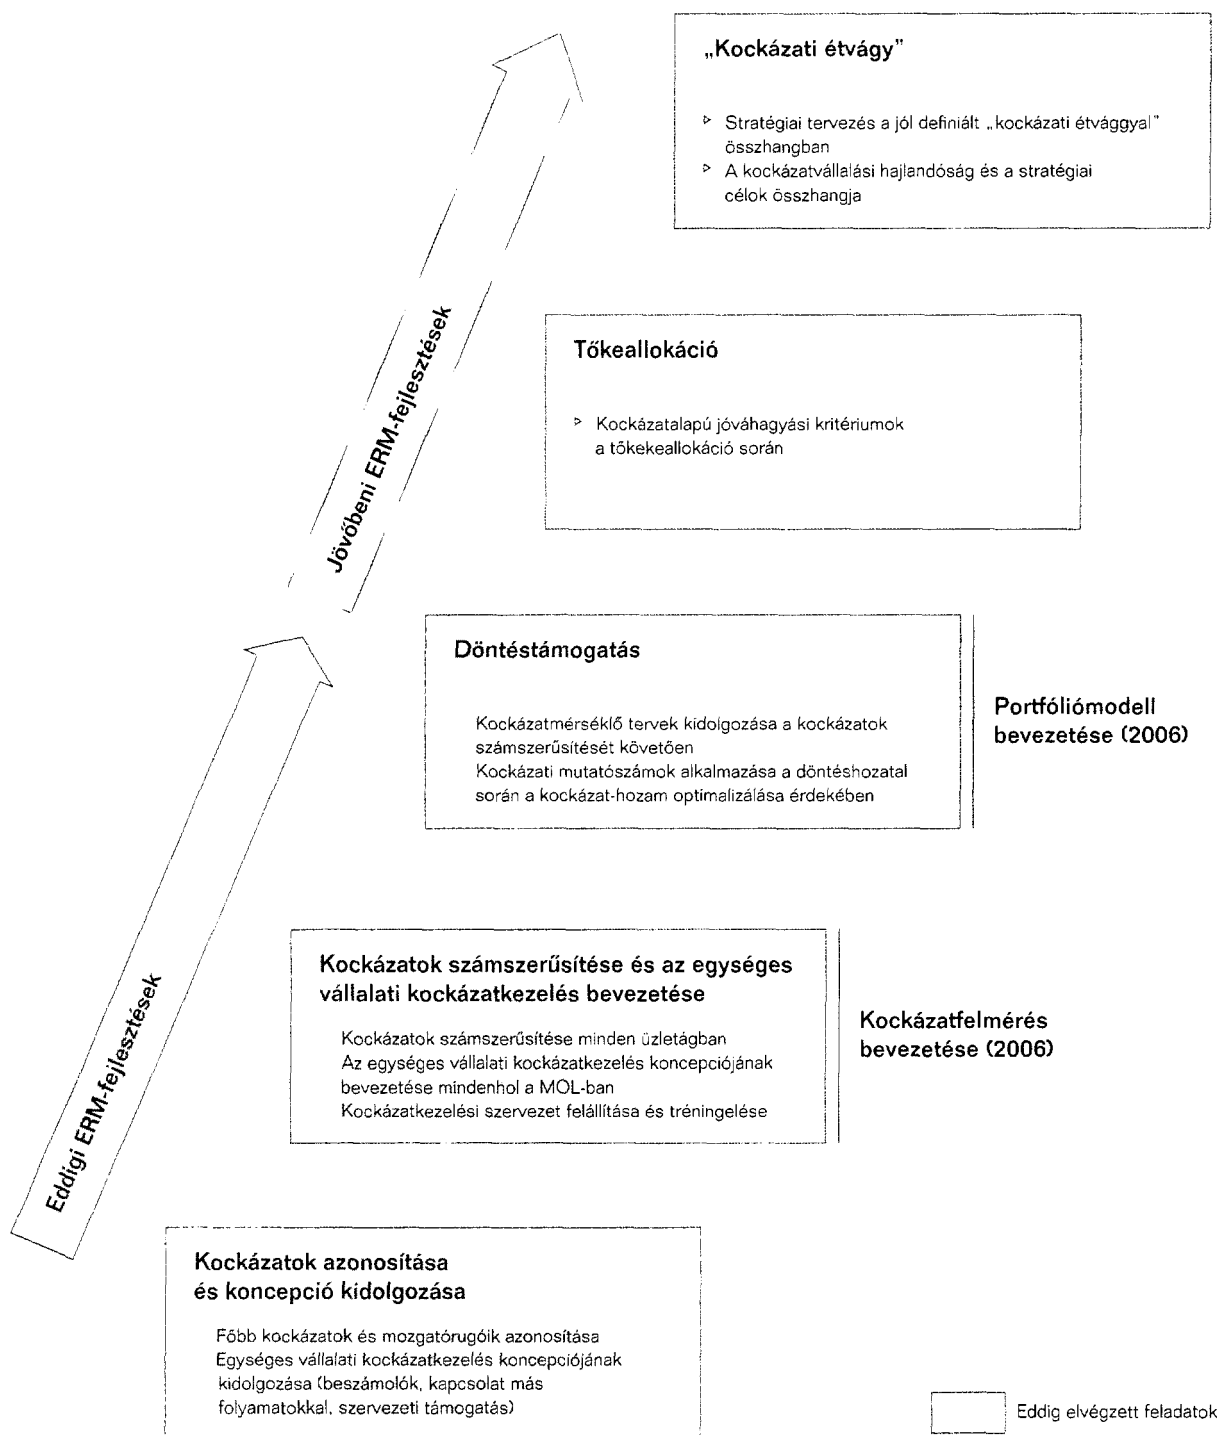 „Kockázati étvágy”
▹ Stratégiai tervezés a jól definiált „kockázati étvággyal”
összhangban
▹ A kockázatvállalási hajlandóság és a stratégiai
célok összhangja
Jövőbeni ERM-fejlesztések
Tőkeallokáció
▹ Kockázatalapú jóváhagyási kritériumok
a tőkekeallokáció során
Döntéstámogatás
Kockázatmérséklő tervek kidolgozása a kockázatok
számszerűsítését követően
Kockázati mutatószámok alkalmazása a döntéshozatal
során a kockázat-hozam optimalizálása érdekében
Portfóliómodell
bevezetése (2006)
Eddigi ERM-fejlesztések
Kockázatok számszerűsítése és az egységes
vállalati kockázatkezelés bevezetése
Kockázatok számszerűsítése minden üzletágban
Az egységes vállalati kockázatkezelés koncepciójának
bevezetése mindenhol a MOL-ban
Kockázatkezelési szervezet felállítása és tréningelése
Kockázatfelmérés
bevezetése (2006)
Kockázatok azonosítása
és koncepció kidolgozása
Főbb kockázatok és mozgatórugóik azonosítása
Egységes vállalati kockázatkezelés koncepciójának
kidolgozása (beszámolók, kapcsolat más
folyamatokkal, szervezeti támogatás)
Eddig elvégzett feladatok